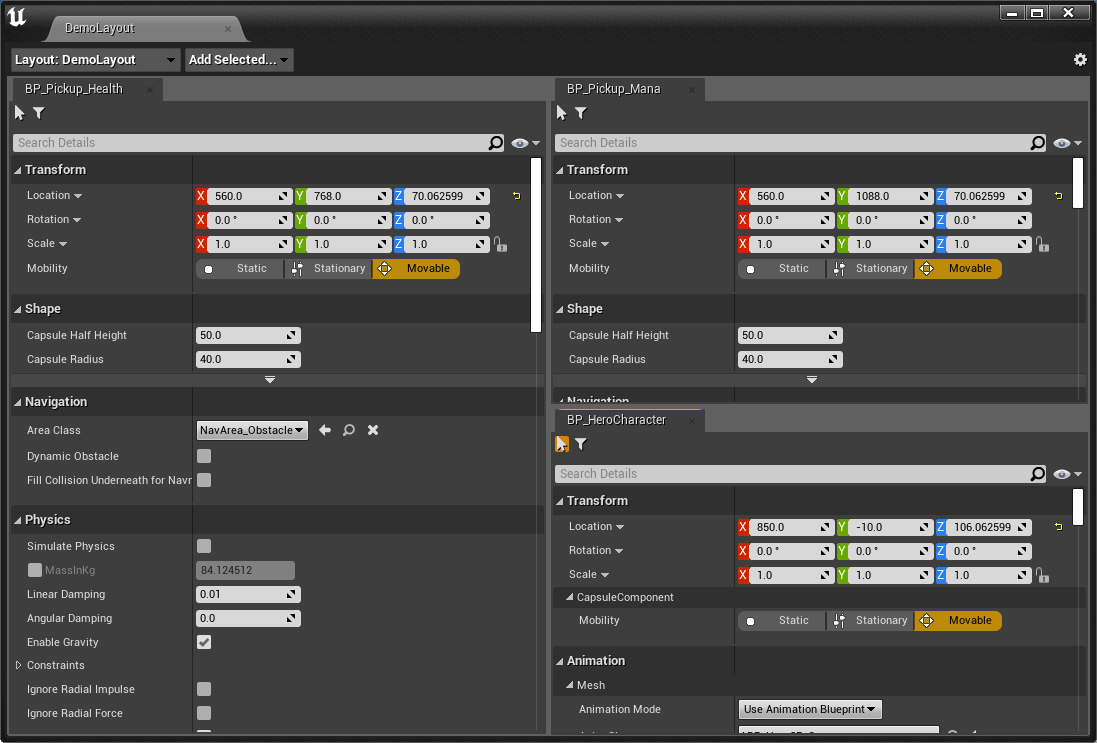 DemoLayout
Layout: DemoLayout Add Selected...
BP_Pickup_Health
Search Details
Transform
Location X 560.0 Y 768.0 Z 70.062599
Rotation X 0.0 ° Y 0.0 ° Z 0.0 °
Scale X 1.0 Y 1.0 Z 1.0
Mobility Static Stationary Movable
Shape
Capsule Half Height 50.0
Capsule Radius 40.0
Navigation
Area Class NavArea_Obstacle
Dynamic Obstacle
Fill Collision Underneath for Navr
Physics
Simulate Physics
MassInKg 84.124512
Linear Damping 0.01
Angular Damping 0.0
Enable Gravity
Constraints
Ignore Radial Impulse
Ignore Radial Force
BP_Pickup_Mana
Search Details
Transform
Location X 560.0 Y 1088.0 Z 70.062599
Rotation X 0.0 ° Y 0.0 ° Z 0.0 °
Scale X 1.0 Y 1.0 Z 1.0
Mobility Static Stationary Movable
Shape
Capsule Half Height 50.0
Capsule Radius 40.0
Navigation
BP_HeroCharacter
Search Details
Transform
Location X 850.0 Y -10.0 Z 106.062599
Rotation X 0.0 ° Y 0.0 ° Z 0.0 °
Scale X 1.0 Y 1.0 Z 1.0
CapsuleComponent
Mobility Static Stationary Movable
Animation
Mesh
Animation Mode Use Animation Blueprint